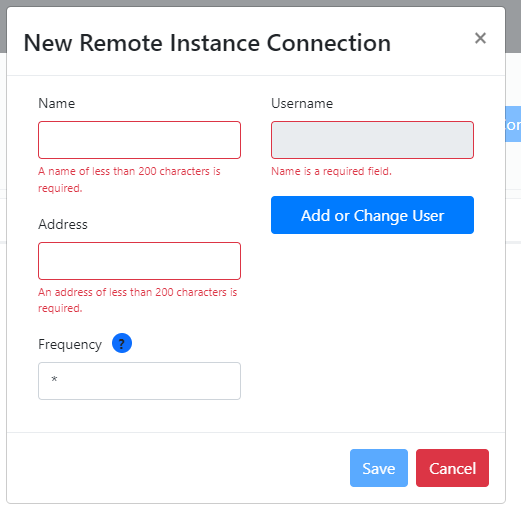 New Remote Instance Connection
×
Name
A name of less than 200 characters is
required.
Username
Name is a required field.
Add or Change User
Address
An address of less than 200 characters is
required.
Frequency ?
*
Save
Cancel